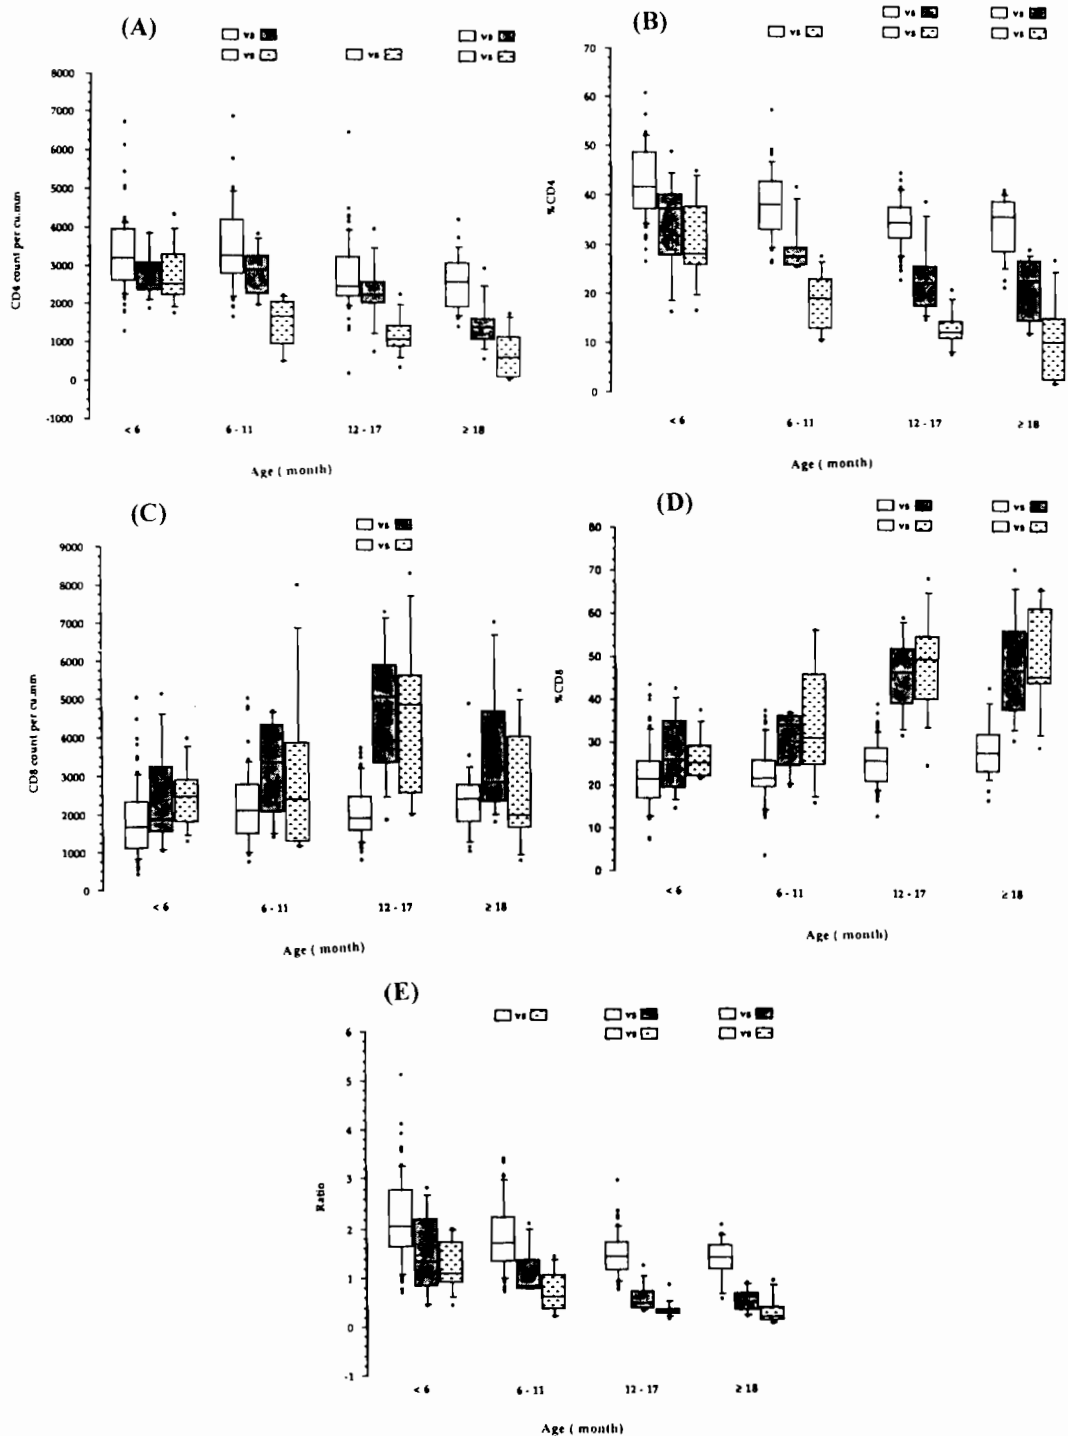 (A)
vs
vs
vs
vs
vs
8000
7000
6000
5000
4000
3000
2000
1000
0
-1000
CD4 count per cu.mm
< 6
6 - 11
12 - 17
≥ 18
Age ( month)
(B)
vs
vs
vs
vs
vs
70
60
50
40
30
20
10
0
%CD4
< 6
6 - 11
12 - 17
≥ 18
Age ( month)
(C)
vs
vs
9000
8000
7000
6000
5000
4000
3000
2000
1000
0
CD8 count per cu.mm
< 6
6 - 11
12 - 17
≥ 18
Age ( month)
(D)
vs
vs
vs
vs
80
70
60
50
40
30
20
10
0
%CD8
< 6
6 - 11
12 - 17
≥ 18
Age ( month)
(E)
vs
vs
vs
vs
vs
6
5
4
3
2
1
0
-1
Ratio
< 6
6 - 11
12 - 17
≥ 18
Age ( month)